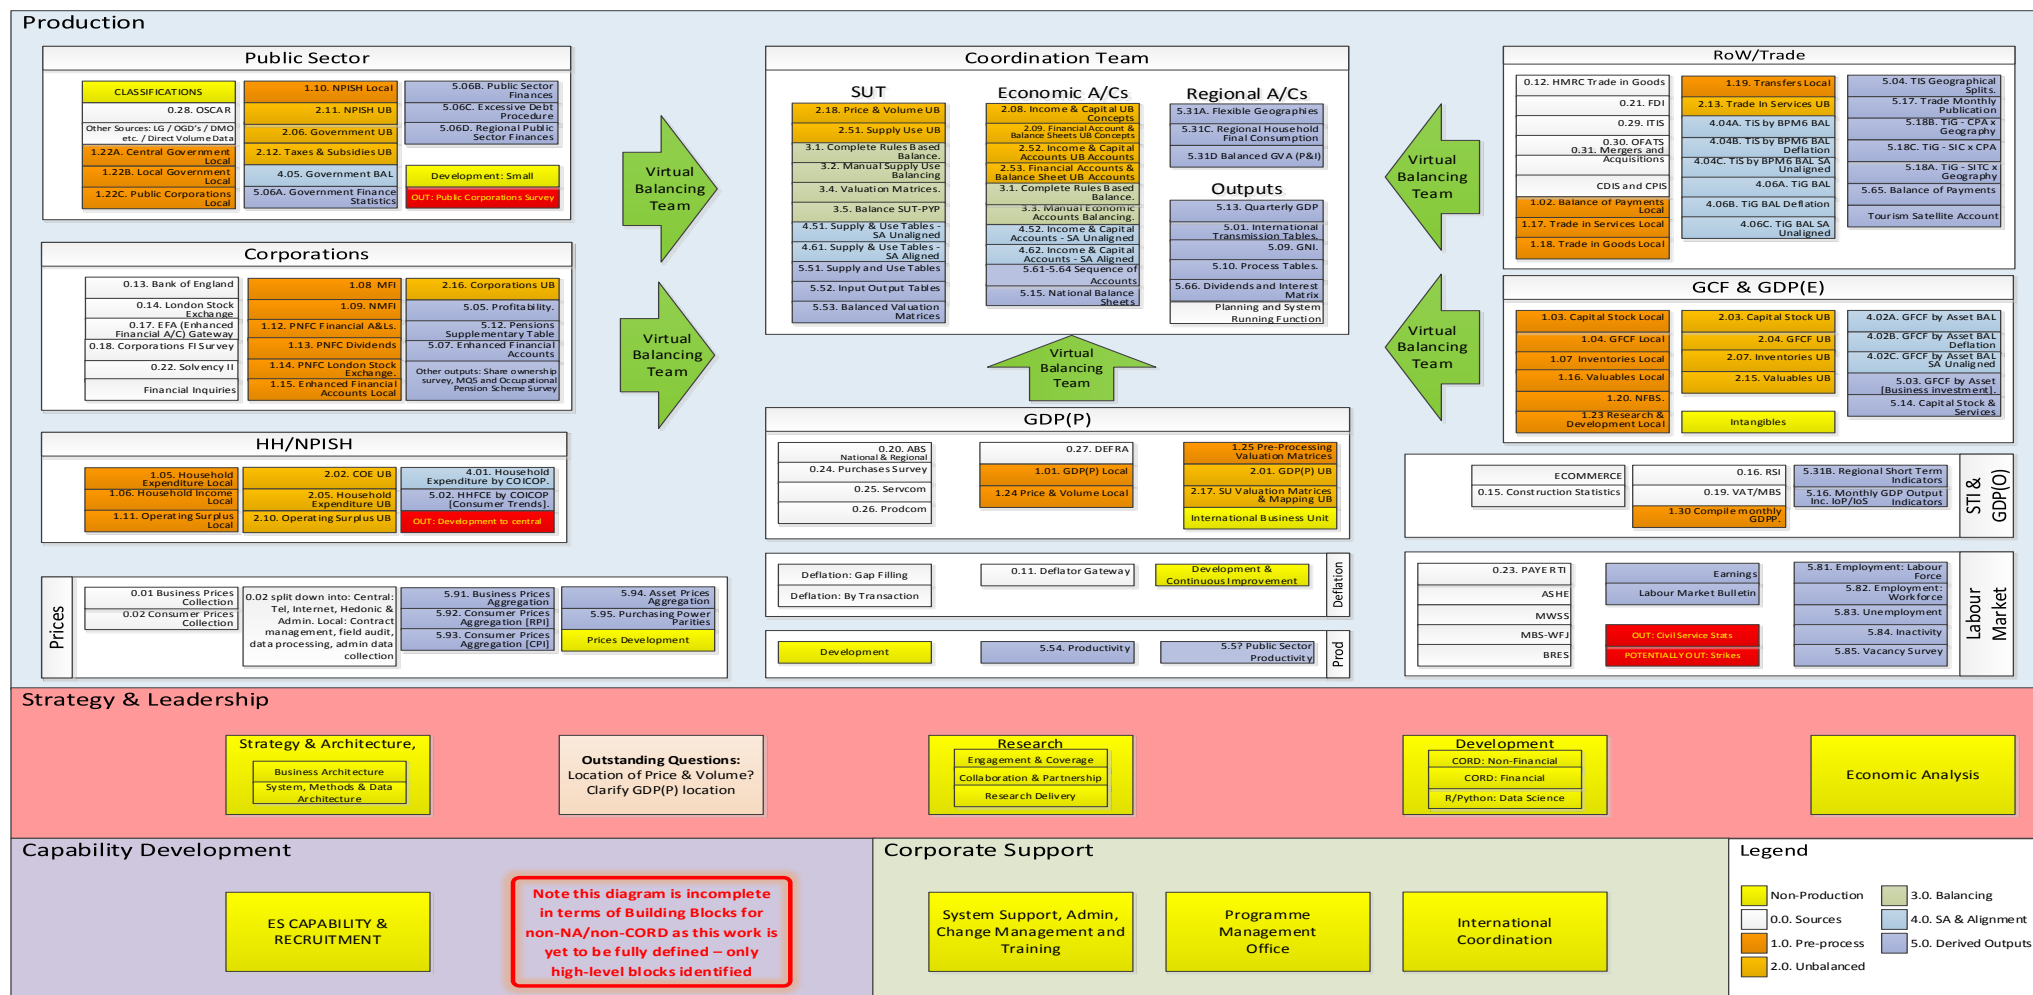 Production
Public Sector
CLASSIFICATIONS
0.28. OSCAR
Other Sources: LG / OGD's / DMO
etc. / Direct Volume Data
1.22A. Central Government
Local
1.22B. Local Government
Local
1.22C. Public Corporations
Local
1.10. NPISH Local
2.11. NPISH UB
2.06. Government UB
2.12. Taxes & Subsidies UB
4.05. Government BAL
5.06A. Government Finance
Statistics
5.06B. Public Sector
Finances
5.06C. Excessive Debt
Procedure
5.06D. Regional Public
Sector Finances
Development: Small
OUT: Public Corporations Survey
Corporations
0.13. Bank of England
0.14. London Stock
Exchange
0.17. EFA (Enhanced
Financial A/C) Gateway
0.18. Corporations FI Survey
0.22. Solvency II
Financial Inquiries
1.08 MFI
1.09. NMFI
1.12. PNFC Financial A&Ls.
1.13. PNFC Dividends
1.14. PNFC London Stock
Exchange.
1.15. Enhanced Financial
Accounts Local
2.16. Corporations UB
5.05. Profitability.
5.12. Pensions
Supplementary Table
5.07. Enhanced Financial
Accounts
Other outputs: Share ownership
survey, MQ5 and Occupational
Pension Scheme Survey
HH/NPISH
1.05. Household
Expenditure Local
1.06. Household Income
Local
1.11. Operating Surplus
Local
2.02. COE UB
2.05. Household
Expenditure UB
2.10. Operating Surplus UB
4.01. Household
Expenditure by COICOP.
5.02. HHFCE by COICOP
[Consumer Trends].
OUT: Development to central
Prices
0.01 Business Prices
Collection
0.02 Consumer Prices
Collection
0.02 split down into: Central:
Tel, Internet, Hedonic &
Admin. Local: Contract
management, field audit,
data processing, admin data
collection
5.91. Business Prices
Aggregation
5.92. Consumer Prices
Aggregation [RPI]
5.93. Consumer Prices
Aggregation [CPI]
5.94. Asset Prices
Aggregation
5.95. Purchasing Power
Parities
Prices Development
Virtual
Balancing
Team
Virtual
Balancing
Team
Coordination Team
SUT
2.18. Price & Volume UB
2.51. Supply Use UB
3.1. Complete Rules Based
Balance.
3.2. Manual Supply Use
Balancing
3.4. Valuation Matrices.
3.5. Balance SUT-PYP
4.51. Supply & Use Tables -
SA Unaligned
4.61. Supply & Use Tables -
SA Aligned
5.51. Supply and Use Tables
5.52. Input Output Tables
5.53. Balanced Valuation
Matrices
Economic A/Cs
2.08. Income & Capital UB
Concepts
2.09. Financial Account &
Balance Sheets UB Concepts
2.52. Income & Capital
Accounts UB Accounts
2.53. Financial Accounts &
Balance Sheet UB Accounts
3.1. Complete Rules Based
Balance.
3.3. Manual Economic
Accounts Balancing.
4.52. Income & Capital
Accounts - SA Unaligned
4.62. Income & Capital
Accounts - SA Aligned
5.61-5.64 Sequence of
Accounts
5.15. National Balance
Sheets
Regional A/Cs
5.31A. Flexible Geographies
5.31C. Regional Household
Final Consumption
5.31D Balanced GVA (P&I)
Outputs
5.13. Quarterly GDP
5.01. International
Transmission Tables.
5.09. GNI.
5.10. Process Tables.
5.66. Dividends and Interest
Matrix
Planning and System
Running Function
Virtual
Balancing
Team
GDP(P)
0.20. ABS
National & Regional
0.24. Purchases Survey
0.25. Servcom
0.26. Prodcom
0.27. DEFRA
1.01. GDP(P) Local
1.24 Price & Volume Local
1.25 Pre-Processing
Valuation Matrices
2.01. GDP(P) UB
2.17. SU Valuation Matrices
& Mapping UB
International Business Unit
Deflation
Deflation: Gap Filling
Deflation: By Transaction
0.11. Deflator Gateway
Development &
Continuous Improvement
Prod
Development
5.54. Productivity
5.5? Public Sector
Productivity
Virtual
Balancing
Team
Virtual
Balancing
Team
RoW/Trade
0.12. HMRC Trade in Goods
0.21. FDI
0.29. ITIS
0.30. OFATS
0.31. Mergers and
Acquisitions
CDIS and CPIS
1.02. Balance of Payments
Local
1.17. Trade in Services Local
1.18. Trade in Goods Local
1.19. Transfers Local
2.13. Trade In Services UB
4.04A. TiS by BPM6 BAL
4.04B. TiS by BPM6 BAL
Deflation
4.04C. TiS by BPM6 BAL SA
Unaligned
4.06A. TiG BAL
4.06B. TiG BAL Deflation
4.06C. TiG BAL SA
Unaligned
5.04. TIS Geographical
Splits.
5.17. Trade Monthly
Publication
5.18B. TiG - CPA x
Geography
5.18C. TiG - SIC x CPA
5.18A. TiG - SITC x
Geography
5.65. Balance of Payments
Tourism Satellite Account
GCF & GDP(E)
1.03. Capital Stock Local
1.04. GFCF Local
1.07 Inventories Local
1.16. Valuables Local
1.20. NFBS.
1.23 Research &
Development Local
2.03. Capital Stock UB
2.04. GFCF UB
2.07. Inventories UB
2.15. Valuables UB
Intangibles
4.02A. GFCF by Asset BAL
4.02B. GFCF by Asset BAL
Deflation
4.02C. GFCF by Asset BAL
SA Unaligned
5.03. GFCF by Asset
[Business investment].
5.14. Capital Stock &
Services
STI &
GDP(O)
ECOMMERCE
0.15. Construction Statistics
0.16. RSI
0.19. VAT/MBS
1.30 Compile monthly
GDPP.
5.31B. Regional Short Term
Indicators
5.16. Monthly GDP Output
Inc. IoP/IoS Indicators
Labour
Market
0.23. PAYE RTI
ASHE
MWSS
MBS-WFJ
BRES
Earnings
Labour Market Bulletin
OUT: Civil Service Stats
POTENTIALLY OUT: Strikes
5.81. Employment: Labour
Force
5.82. Employment:
Workforce
5.83. Unemployment
5.84. Inactivity
5.85. Vacancy Survey
Strategy & Leadership
Strategy & Architecture,
Business Architecture
System, Methods & Data
Architecture
Outstanding Questions:
Location of Price & Volume?
Clarify GDP(P) location
Research
Engagement & Coverage
Collaboration & Partnership
Research Delivery
Development
CORD: Non-Financial
CORD: Financial
R/Python: Data Science
Economic Analysis
Capability Development
ES CAPABILITY &
RECRUITMENT
Note this diagram is incomplete
in terms of Building Blocks for
non-NA/non-CORD as this work is
yet to be fully defined – only
high-level blocks identified
Corporate Support
System Support, Admin,
Change Management and
Training
Programme
Management
Office
International
Coordination
Legend
Non-Production
0.0. Sources
1.0. Pre-process
2.0. Unbalanced
3.0. Balancing
4.0. SA & Alignment
5.0. Derived Outputs